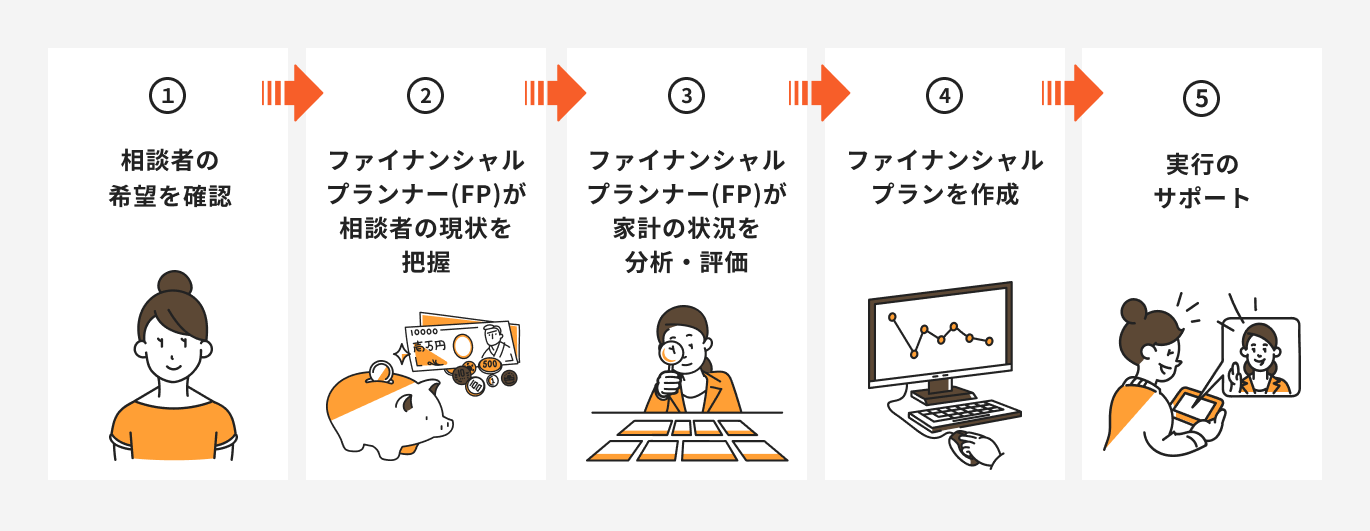 ①
相談者の
希望を確認
②
ファイナンシャル
プランナー(FP)が
相談者の現状を
把握
10000
壱万円
500
100
③
ファイナンシャル
プランナー(FP)が
家計の状況を
分析・評価
④
ファイナンシャル
プランを作成
⑤
実行の
サポート